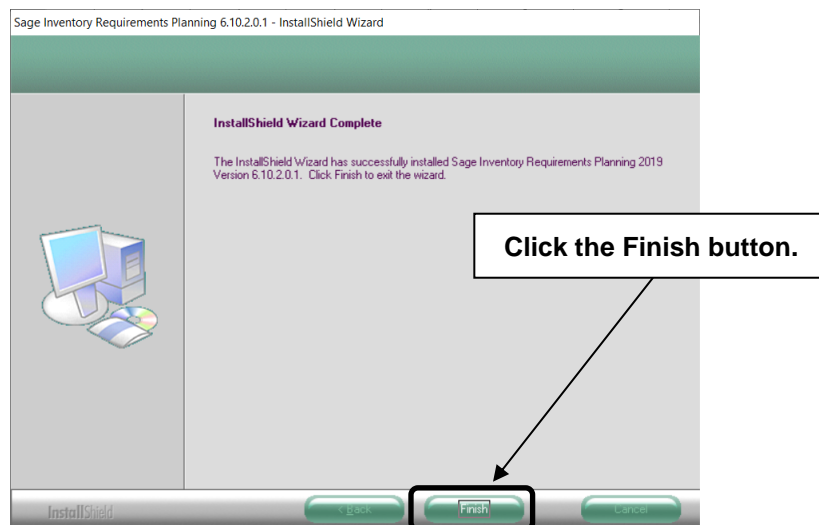 Sage Inventory Requirements Planning 6.10.2.0.1 - InstallShield Wizard
InstallShield Wizard Complete
The InstallShield Wizard has successfully installed Sage Inventory Requirements Planning 2019
Version 6.10.2.0.1. Click Finish to exit the wizard.
Click the Finish button.
InstallShield
< Back
Finish
Cancel